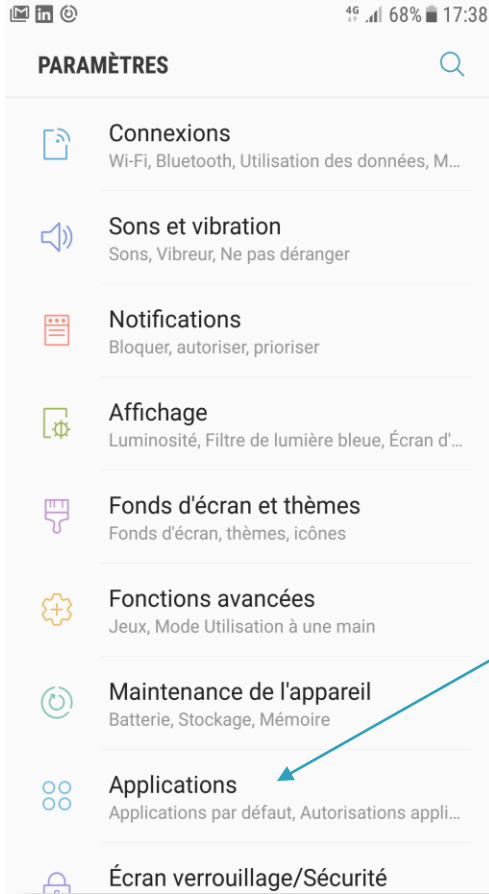 4G 68% 17:38
PARAMÈTRES
Connexions
Wi-Fi, Bluetooth, Utilisation des données, M...
Sons et vibration
Sons, Vibreur, Ne pas déranger
Notifications
Bloquer, autoriser, prioriser
Affichage
Luminosité, Filtre de lumière bleue, Écran d'...
Fonds d'écran et thèmes
Fonds d'écran, thèmes, icônes
Fonctions avancées
Jeux, Mode Utilisation à une main
Maintenance de l'appareil
Batterie, Stockage, Mémoire
Applications
Applications par défaut, Autorisations appli...
Écran verrouillage/Sécurité